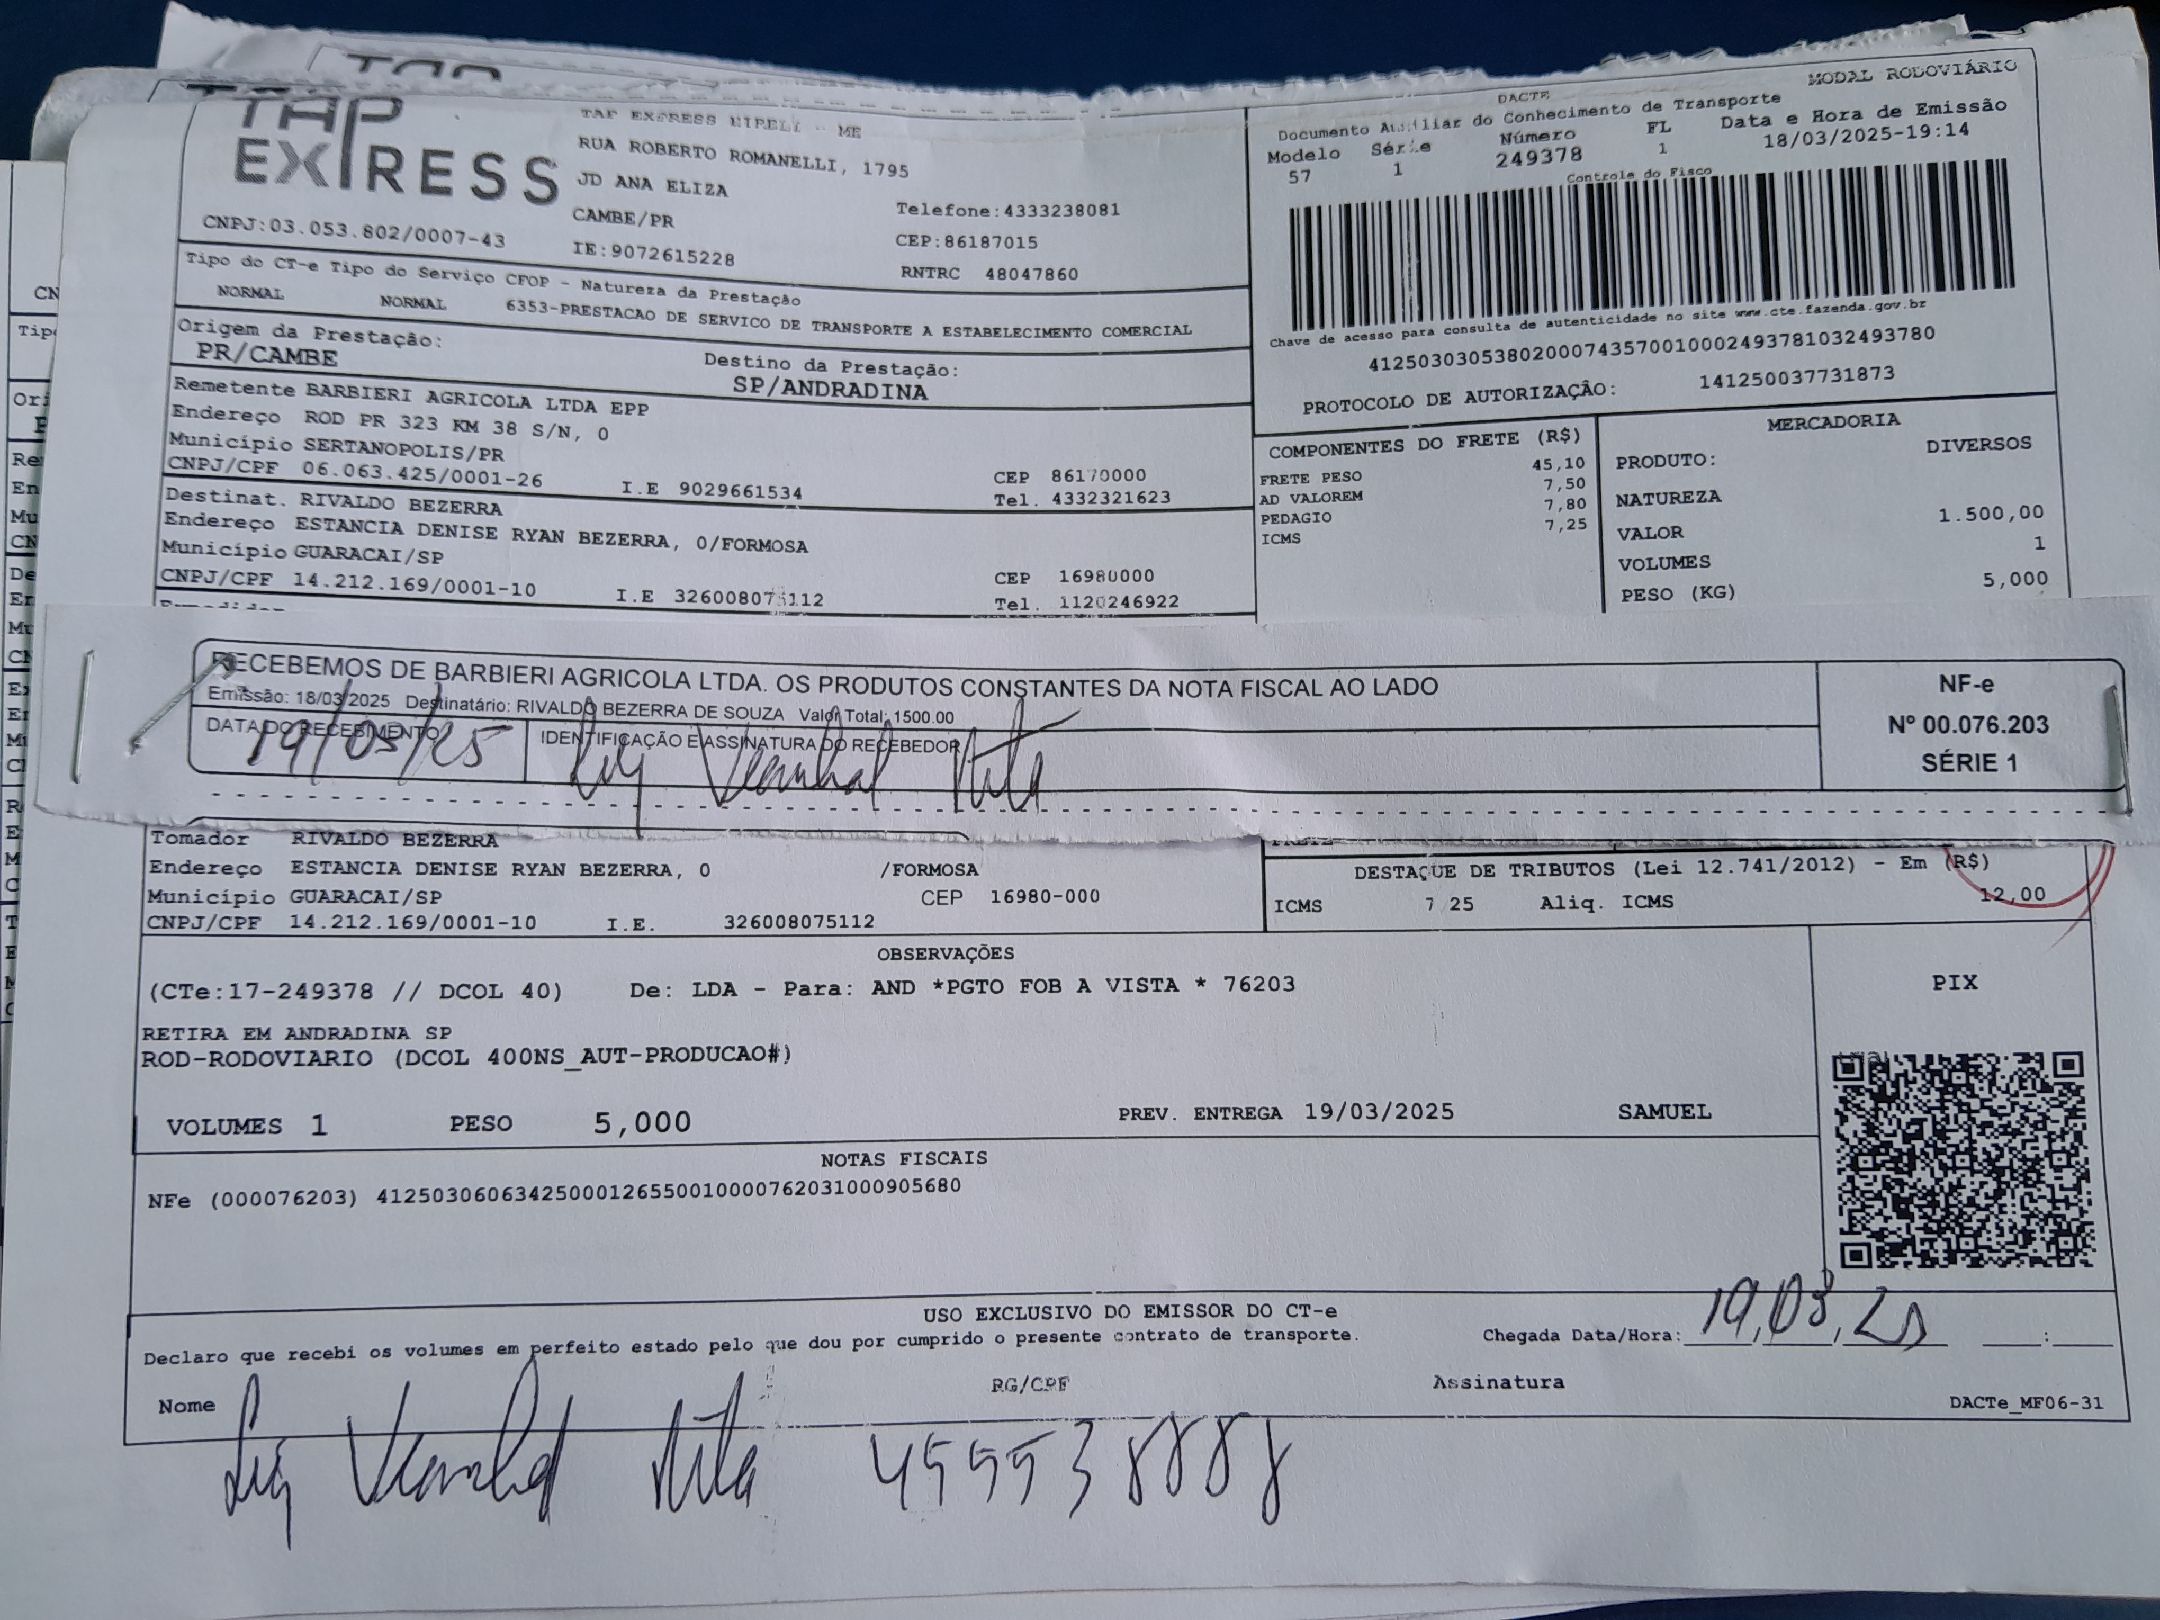 TAP
EXPRESS
TAP EXPRESS EIRELI - ME
RUA ROBERTO ROMANELLI, 1795
JD ANA ELIZA
CAMBE/PR
Telefone:4333238081
CEP:86187015
CNPJ:03.053.802/0007-43
IE:9072615228
RNTRC 48047860
Tipo do CT-e Tipo do Serviço CFOP - Natureza da Prestação
NORMAL NORMAL 6353-PRESTACAO DE SERVICO DE TRANSPORTE A ESTABELECIMENTO COMERCIAL
Origem da Prestação:
PR/CAMBE
Destino da Prestação:
SP/ANDRADINA
Remetente BARBIERI AGRICOLA LTDA EPP
Endereço ROD PR 323 KM 38 S/N, 0
Município SERTANOPOLIS/PR
CEP 86170000
CNPJ/CPF 06.063.425/0001-26 I.E 9029661534 Tel. 4332321623
Destinat. RIVALDO BEZERRA
Endereço ESTANCIA DENISE RYAN BEZERRA, 0/FORMOSA
Município GUARACAI/SP
CEP 16980000
CNPJ/CPF 14.212.169/0001-10 I.E 326008075112 Tel. 1120246922
MODAL RODOVIÁRIO
DACTE
Documento Auxiliar do Conhecimento de Transporte
Modelo Série Número FL Data e Hora de Emissão
57 1 249378 1 18/03/2025-19:14
Controle do Fisco
Chave de acesso para consulta de autenticidade no site www.cte.fazenda.gov.br
41250303053802000743570010002493781032493780
PROTOCOLO DE AUTORIZAÇÃO: 141250037731873
COMPONENTES DO FRETE (R$)
FRETE PESO 45,10
AD VALOREM 7,50
PEDAGIO 7,80
ICMS 7,25
MERCADORIA
PRODUTO: DIVERSOS
NATUREZA
VALOR 1.500,00
VOLUMES 1
PESO (KG) 5,000
RECEBEMOS DE BARBIERI AGRICOLA LTDA. OS PRODUTOS CONSTANTES DA NOTA FISCAL AO LADO
Emissão: 18/03/2025 Destinatário: RIVALDO BEZERRA DE SOUZA Valor Total: 1500.00
DATA DO RECEBIMENTO
19/03/25
IDENTIFICAÇÃO E ASSINATURA DO RECEBEDOR
NF-e
Nº 00.076.203
SÉRIE 1
Tomador RIVALDO BEZERRA
Endereço ESTANCIA DENISE RYAN BEZERRA, 0 /FORMOSA
Município GUARACAI/SP CEP 16980-000
CNPJ/CPF 14.212.169/0001-10 I.E. 326008075112
DESTAQUE DE TRIBUTOS (Lei 12.741/2012) - Em (R$)
ICMS 7 25 Aliq. ICMS 12,00
OBSERVAÇÕES
(CTe:17-249378 // DCOL 40) De: LDA - Para: AND *PGTO FOB A VISTA * 76203
RETIRA EM ANDRADINA SP
ROD-RODOVIARIO (DCOL 400NS_AUT-PRODUCAO#)
VOLUMES 1 PESO 5,000 PREV. ENTREGA 19/03/2025 SAMUEL
PIX
NOTAS FISCAIS
NFe (000076203) 41250306063425000126550010000762031000905680
USO EXCLUSIVO DO EMISSOR DO CT-e
Declaro que recebi os volumes em perfeito estado pelo que dou por cumprido o presente contrato de transporte.
Chegada Data/Hora: 19,03,25 :
Nome RG/CPF Assinatura
DACTe_MF06-31
455538888